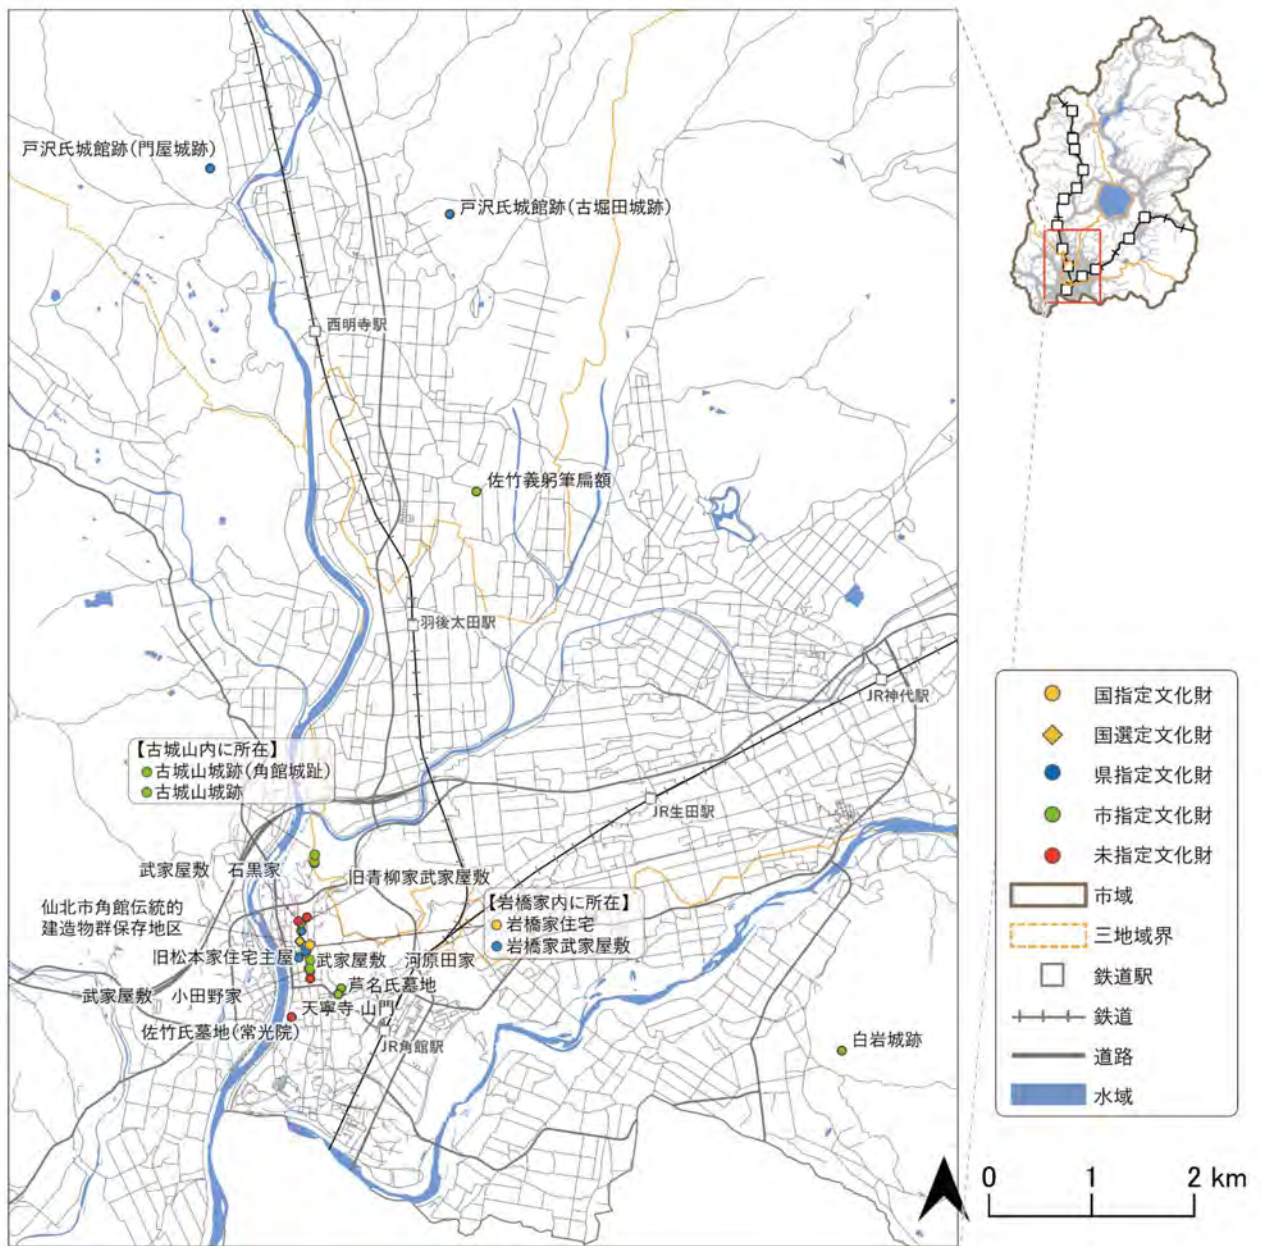 戸沢氏城館跡(門屋城跡)
戸沢氏城館跡(古堀田城跡)
西明寺駅
佐竹義躬筆扁額
羽後太田駅
JR神代駅
【古城山内に所在】
古城山城跡(角館城趾)
古城山城跡
JR生田駅
武家屋敷 石黒家
旧青柳家武家屋敷
仙北市角館伝統的
建造物群保存地区
【岩橋家内に所在】
岩橋家住宅
岩橋家武家屋敷
旧松本家住宅主屋
武家屋敷 河原田家
武家屋敷 小田野家
芦名氏墓地
天寧寺 山門
佐竹氏墓地(常光院)
JR角館駅
白岩城跡
国指定文化財
国選定文化財
県指定文化財
市指定文化財
未指定文化財
市域
三地域界
鉄道駅
鉄道
道路
水域
0 1 2 km